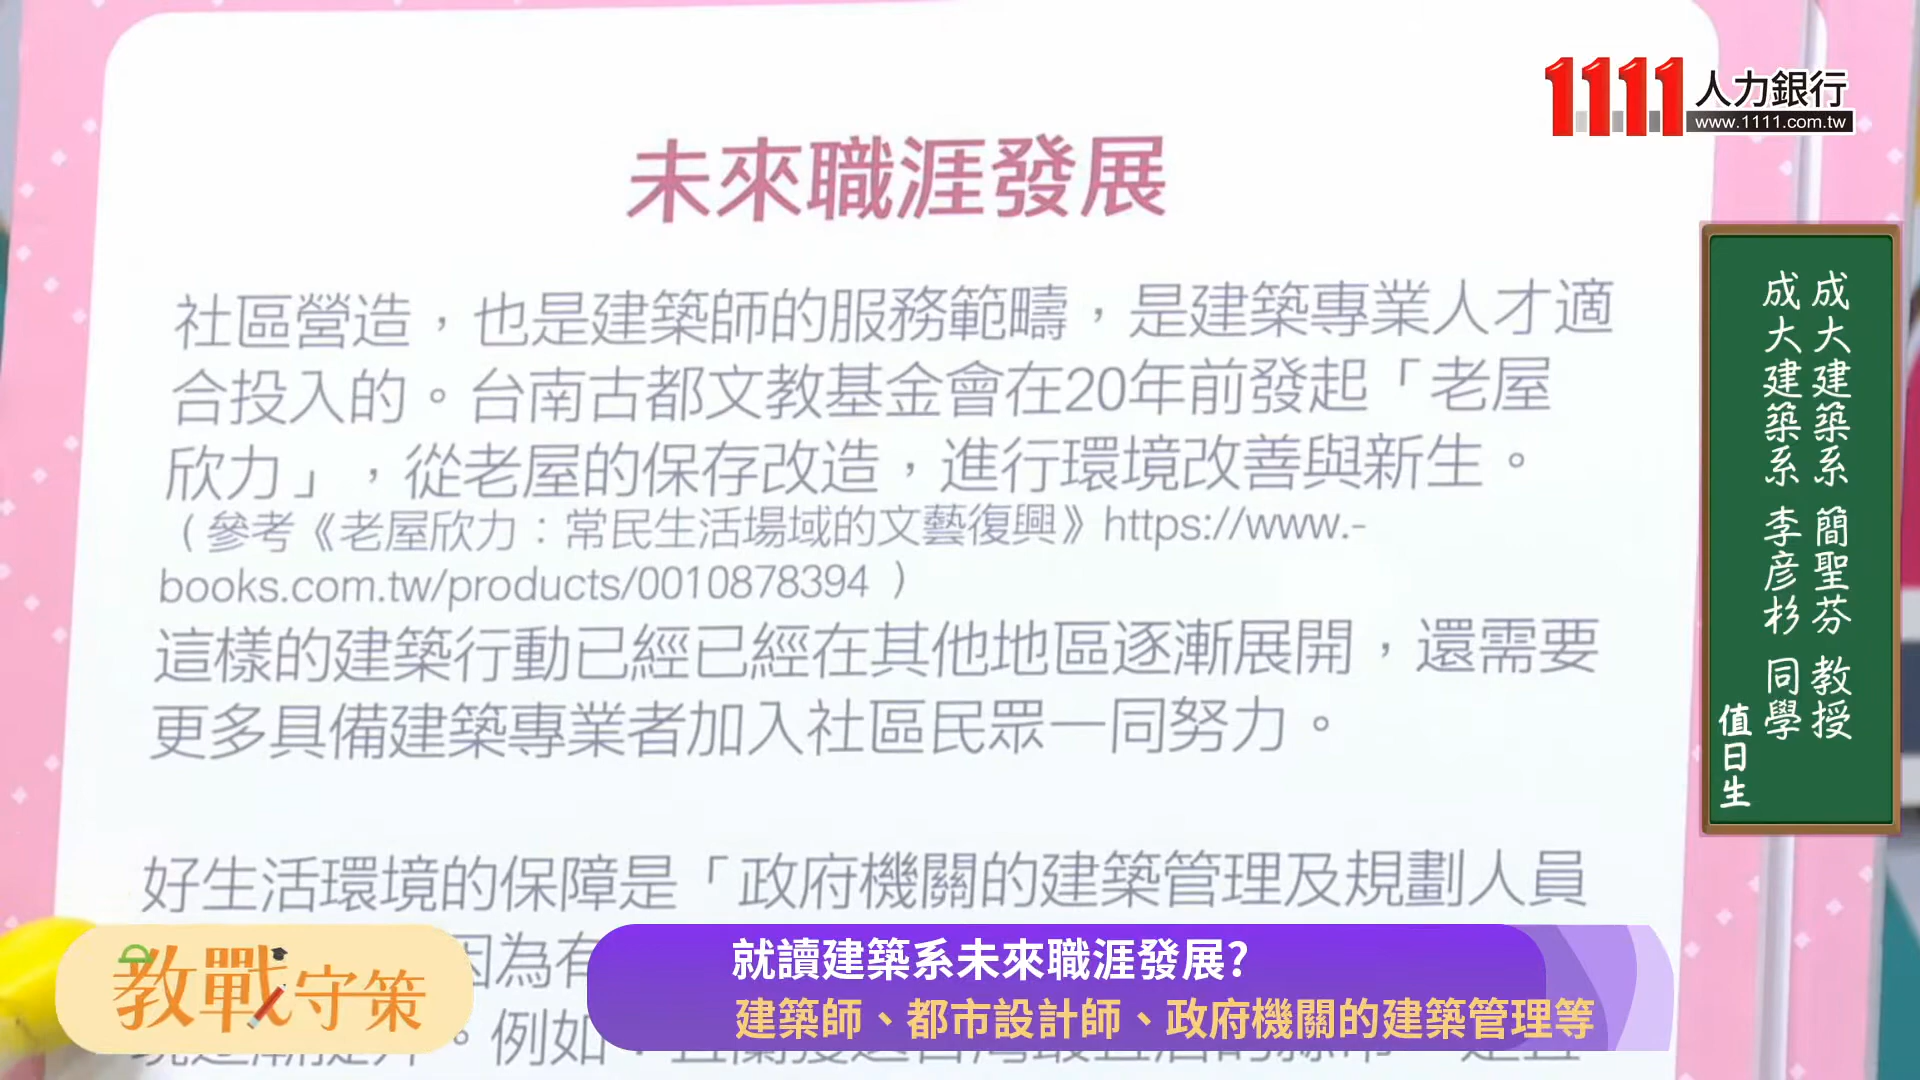 1111 人力銀行
www.1111.com.tw
未來職涯發展
社區營造，也是建築師的服務範疇，是建築專業人才適
合投入的。台南古都文教基金會在20年前發起「老屋
欣力」，從老屋的保存改造，進行環境改善與新生。
（參考《老屋欣力：常民生活場域的文藝復興》https://www.-
books.com.tw/products/0010878394 ）
這樣的建築行動已經已經在其他地區逐漸展開，還需要
更多具備建築專業者加入社區民眾一同努力。
好生活環境的保障是「政府機關的建築管理及規劃人員
因為有
。例如
成大建築系 簡聖芬 教授
成大建築系 李彦杉 同學
值日生
教戰守策
就讀建築系未來職涯發展?
建築師、都市設計師、政府機關的建築管理等